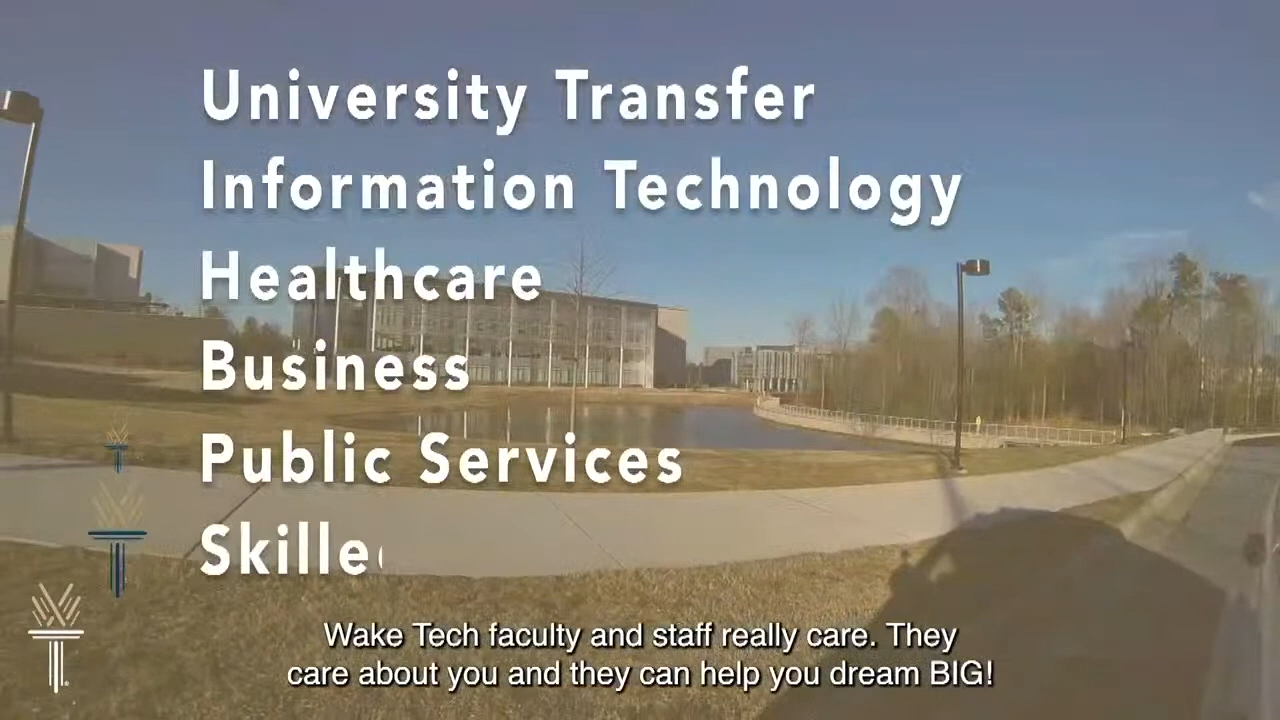 University Transfer
Information Technology
Healthcare
Business
Public Services
Skille
Wake Tech faculty and staff really care. They
care about you and they can help you dream BIG!